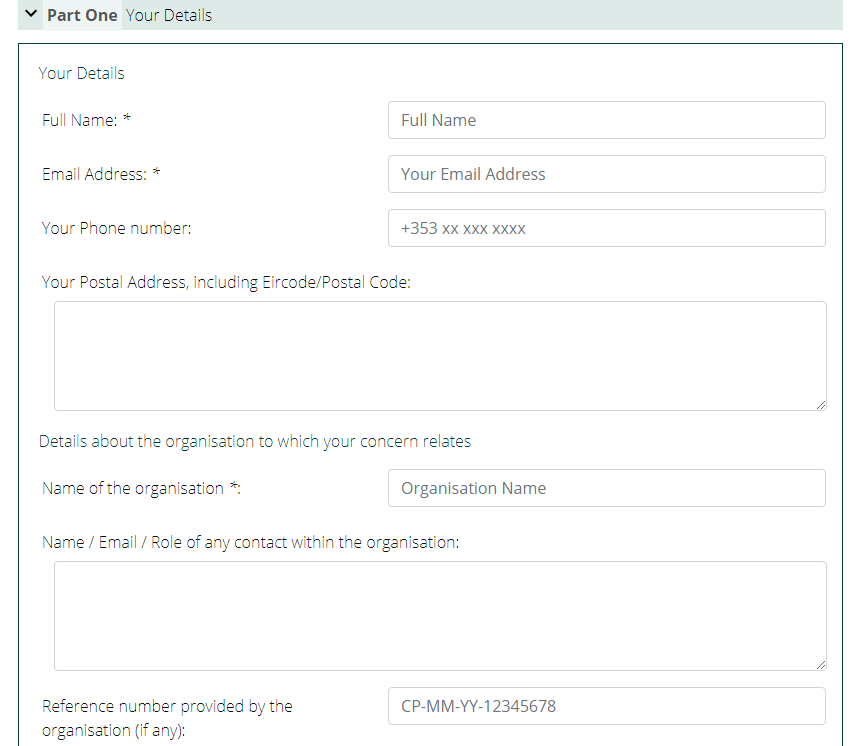 Part One Your Details
Your Details
Full Name: * Full Name
Email Address: * Your Email Address
Your Phone number: +353 xx xxx xxxx
Your Postal Address, including Eircode/Postal Code:
Details about the organisation to which your concern relates
Name of the organisation *: Organisation Name
Name / Email / Role of any contact within the organisation:
Reference number provided by the CP-MM-YY-12345678
organisation (if any):